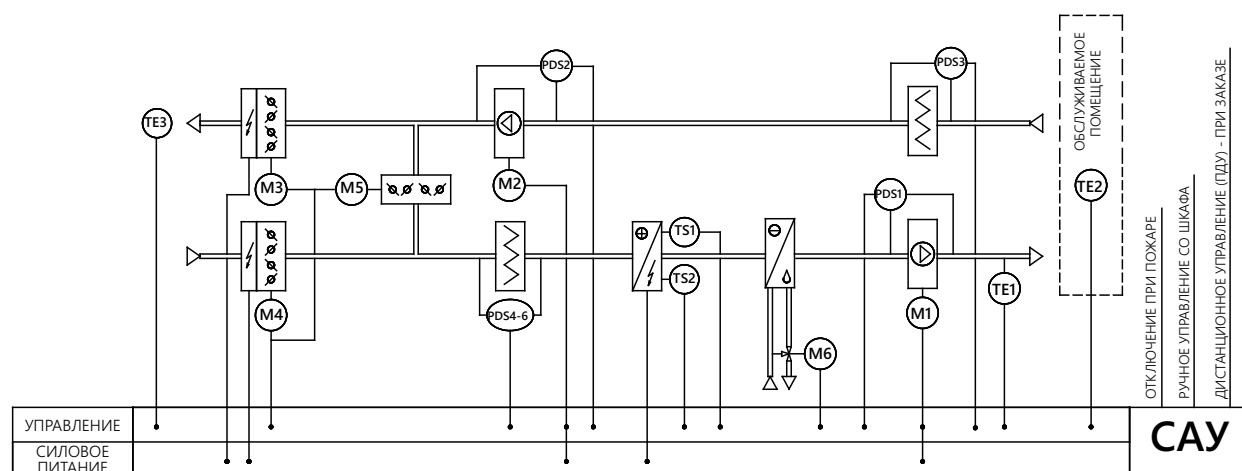 PDS2
PDS3
TE3
M3
M5
M2
PDS1
TE2
TS1
TS2
TE1
M4
PDS4-6
M1
M6
ОБСЛУЖИВАЕМОЕ
ПОМЕЩЕНИЕ
ОТКЛЮЧЕНИЕ ПРИ ПОЖАРЕ
РУЧНОЕ УПРАВЛЕНИЕ СО ШКАФА
ДИСТАНЦИОННОЕ УПРАВЛЕНИЕ (ПДУ) - ПРИ ЗАКАЗЕ
УПРАВЛЕНИЕ
СИЛОВОЕ
ПИТАНИЕ
САУ